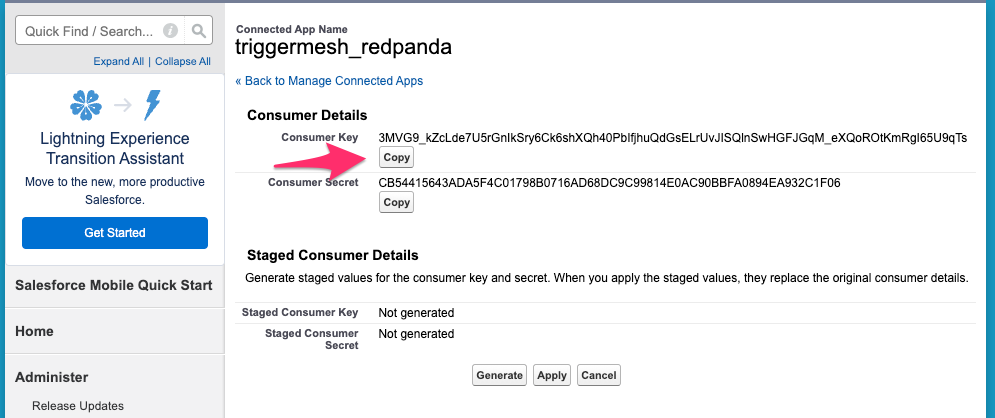 Quick Find / Search...
Expand All | Collapse All
Lightning Experience
Transition Assistant
Move to the new, more productive
Salesforce.
Get Started
Salesforce Mobile Quick Start
Home
Administer
Release Updates
Connected App Name
triggermesh_redpanda
« Back to Manage Connected Apps
Consumer Details
Consumer Key 3MVG9_kZcLde7U5rGnIkSry6Ck6shXQh40PbIfjhuQdGsELrUvJISQInSwHGFJGqM_eXQoROtKmRgI65U9qTs
Copy
Consumer Secret CB54415643ADA5F4C01798B0716AD68DC9C99814E0AC90BBFA0894EA932C1F06
Copy
Staged Consumer Details
Generate staged values for the consumer key and secret. When you apply the staged values, they replace the original consumer details.
Staged Consumer Key Not generated
Staged Consumer Not generated
Secret
Generate Apply Cancel